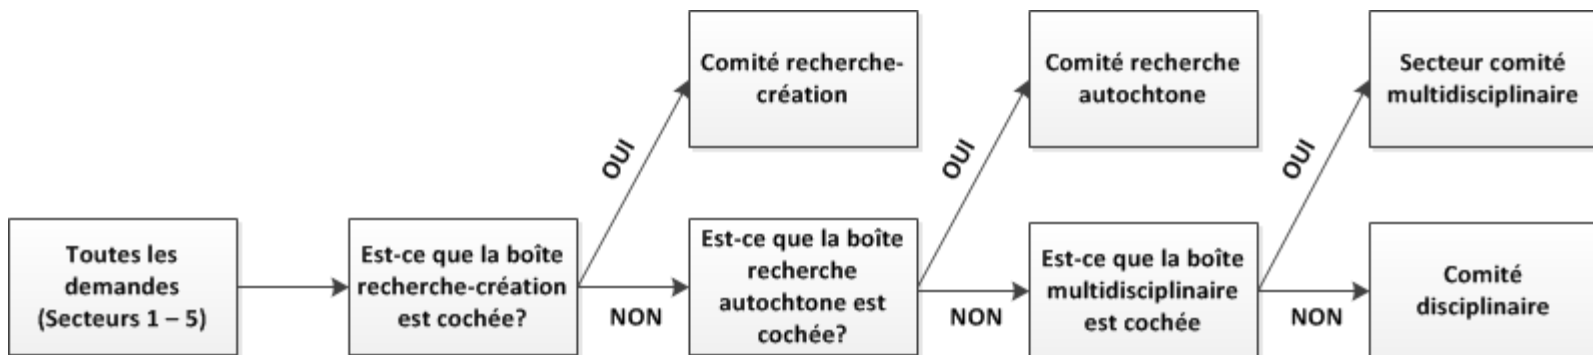 Comité recherche-
création
Comité recherche
autochtone
Secteur comité
multidisciplinaire
OUI
OUI
OUI
Toutes les
demandes
(Secteurs 1 – 5)
Est-ce que la boîte
recherche-création
est cochée?
NON
Est-ce que la boîte
recherche
autochtone est
cochée?
NON
Est-ce que la boîte
multidisciplinaire
est cochée
NON
Comité
disciplinaire